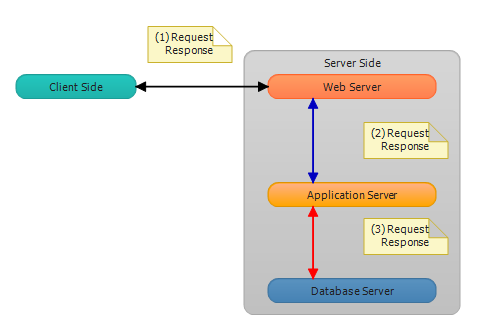 (1)Request
Response
Server Side
Client Side
Web Server
(2)Request
Response
Application Server
(3)Request
Response
Database Server